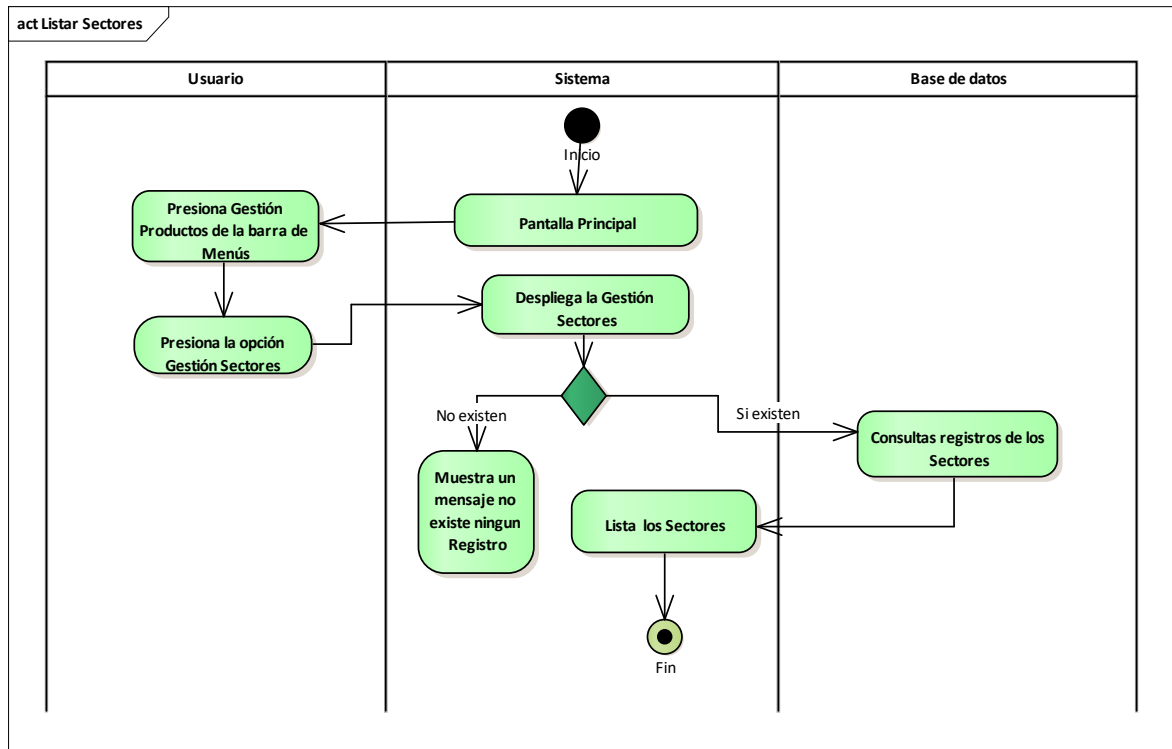 act Listar Sectores
Usuario
Sistema
Base de datos
Inicio
Presiona Gestión
Productos de la barra de
Menús
Pantalla Principal
Despliega la Gestión
Sectores
Presiona la opción
Gestión Sectores
No existen
Si existen
Consultas registros de los
Sectores
Muestra un
mensaje no
existe ningun
Registro
Lista los Sectores
Fin